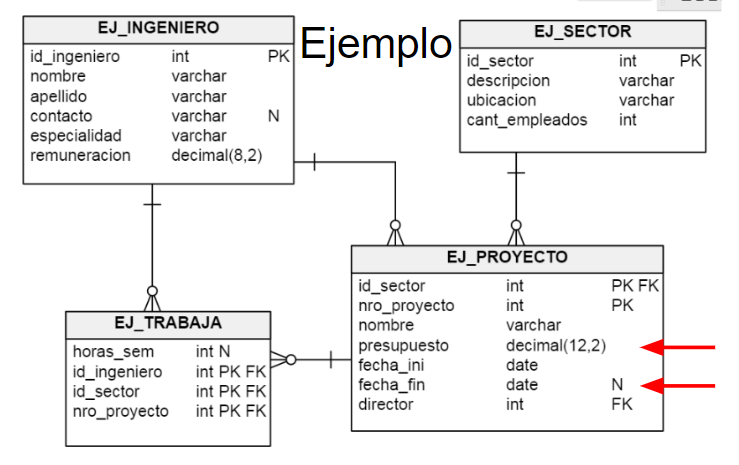 EJ_INGENIERO
id_ingeniero int PK
nombre varchar
apellido varchar
contacto varchar N
especialidad varchar
remuneracion decimal(8,2)
Ejemplo
EJ_SECTOR
id_sector int PK
descripcion varchar
ubicacion varchar
cant_empleados int
EJ_PROYECTO
id_sector int PK FK
nro_proyecto int PK
nombre varchar
presupuesto decimal(12,2)
fecha_ini date
fecha_fin date N
director int FK
EJ_TRABAJA
horas_sem int N
id_ingeniero int PK FK
id_sector int PK FK
nro_proyecto int PK FK